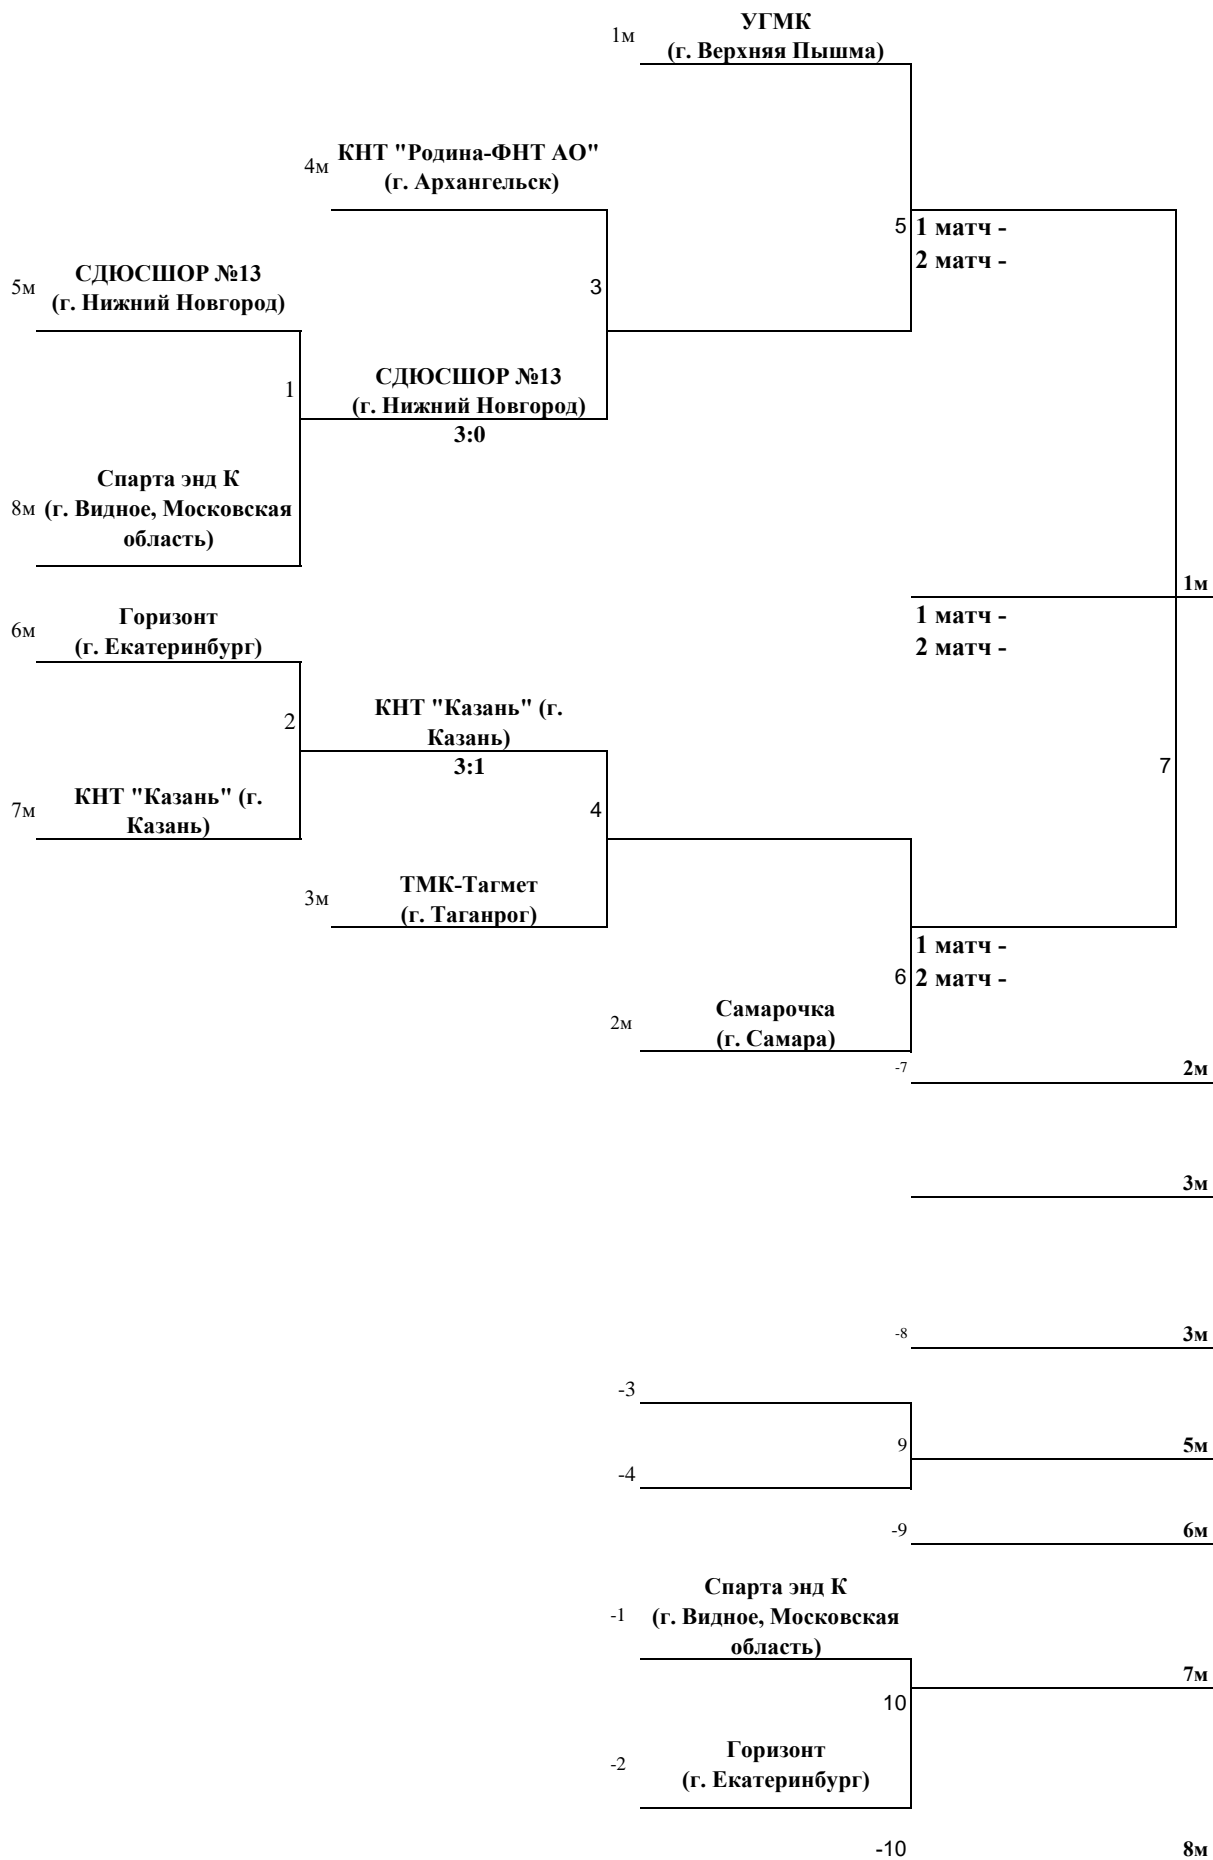 УГМК
1м
(г. Верхняя Пышма)
КНТ "Родина-ФНТ АО"
4м
(г. Архангельск)
5
1 матч -
2 матч -
СДЮСШОР №13
5м
(г. Нижний Новгород)
3
1
СДЮСШОР №13
(г. Нижний Новгород)
3:0
Спарта энд К
8м
(г. Видное, Московская
область)
1м
Горизонт
6м
(г. Екатеринбург)
1 матч -
2 матч -
2
КНТ "Казань" (г.
Казань)
3:1
7
КНТ "Казань" (г.
7м
Казань)
4
ТМК-Тагмет
3м
(г. Таганрог)
1 матч -
6
2 матч -
Самарочка
2м
(г. Самара)
-7
2м
3м
-8
3м
-3
9
5м
-4
-9
6м
Спарта энд К
-1
(г. Видное, Московская
область)
7м
10
Горизонт
-2
(г. Екатеринбург)
-10
8м